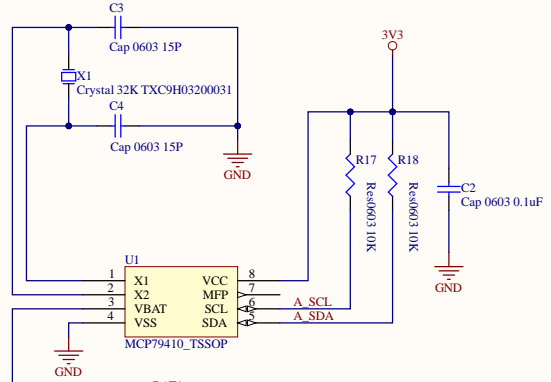 C3
Cap 0603 15P
3V3
X1
Crystal 32K TXC9H03200031
C4
Cap 0603 15P
GND
R17
Res0603 10K
R18
Res0603 10K
C2
Cap 0603 0.1uF
GND
U1
1 X1 VCC 8
2 X2 MFP 7
3 VBAT SCL 6 A_SCL
4 VSS SDA 5 A_SDA
MCP79410_TSSOP
GND